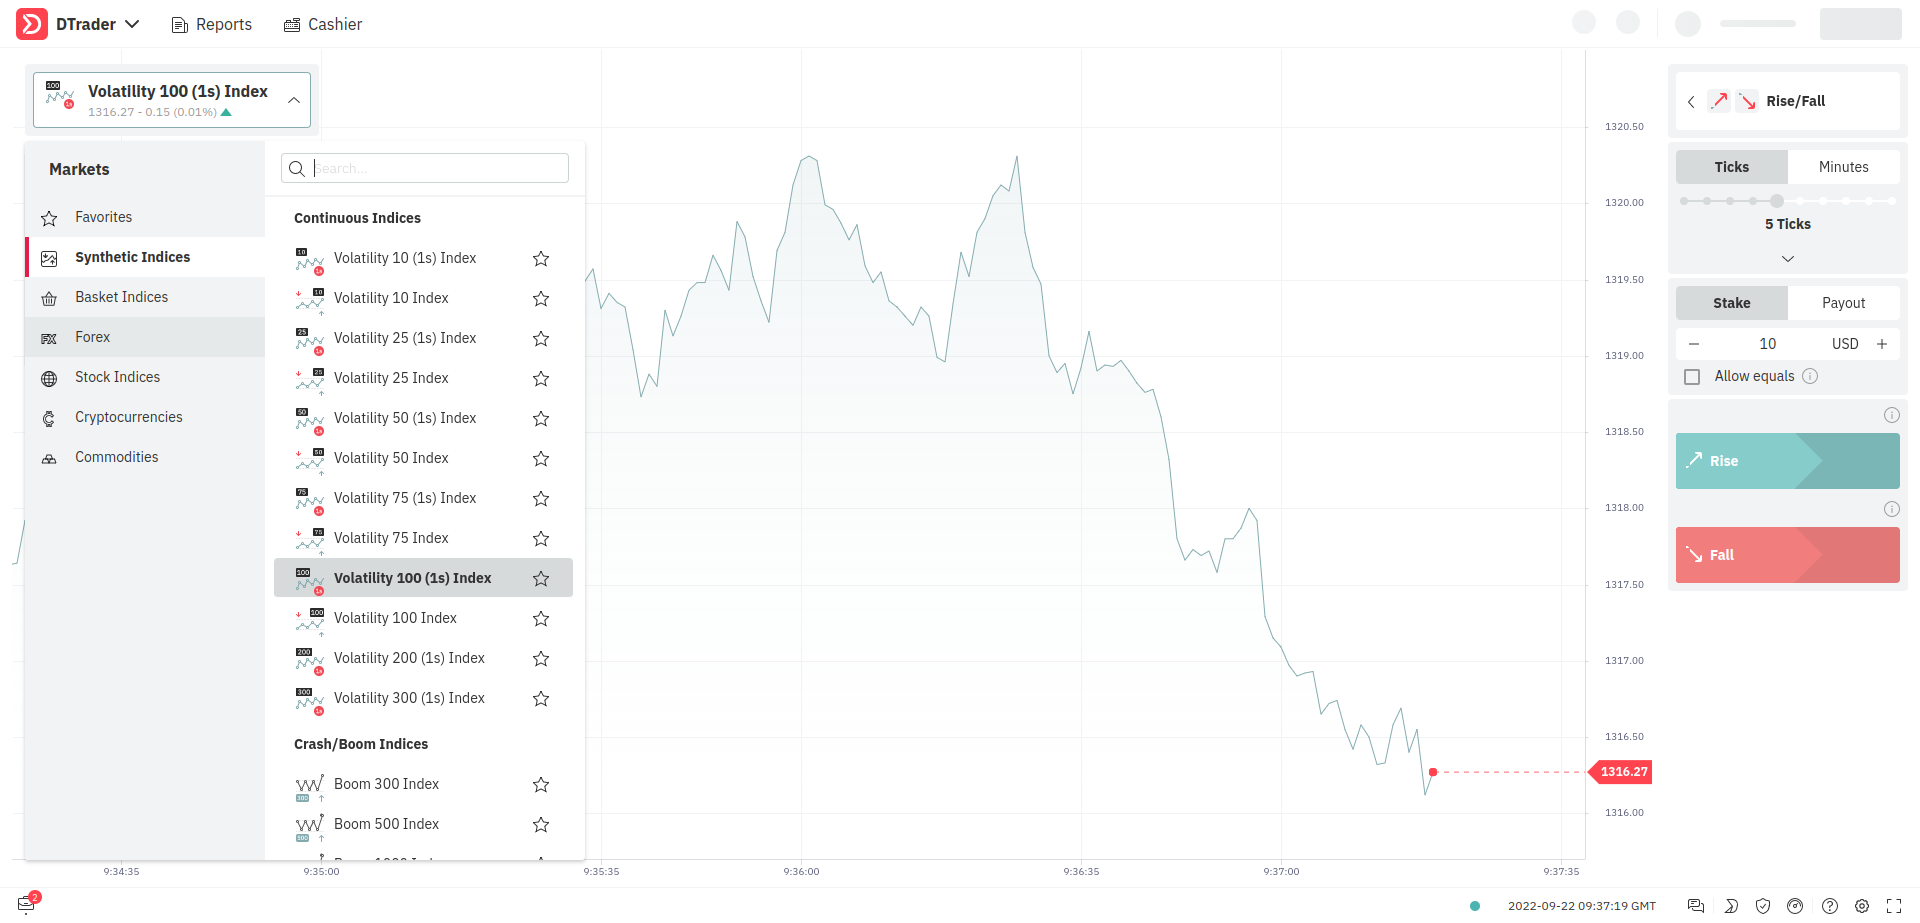 DTrader
Reports
Cashier
Volatility 100 (1s) Index
1316.27 - 0.15 (0.01%)
Markets
Favorites
Synthetic Indices
Basket Indices
Forex
Stock Indices
Cryptocurrencies
Commodities
Search...
Continuous Indices
Volatility 10 (1s) Index
Volatility 10 Index
Volatility 25 (1s) Index
Volatility 25 Index
Volatility 50 (1s) Index
Volatility 50 Index
Volatility 75 (1s) Index
Volatility 75 Index
Volatility 100 (1s) Index
Volatility 100 Index
Volatility 200 (1s) Index
Volatility 300 (1s) Index
Crash/Boom Indices
Boom 300 Index
Boom 500 Index
1320.50
1320.00
1319.50
1319.00
1318.50
1318.00
1317.50
1317.00
1316.50
1316.27
1316.00
9:34:35
9:35:00
9:35:35
9:36:00
9:36:35
9:37:00
9:37:35
Rise/Fall
Ticks
Minutes
5 Ticks
Stake
Payout
10
USD
Allow equals
Rise
Fall
2
2022-09-22 09:37:19 GMT